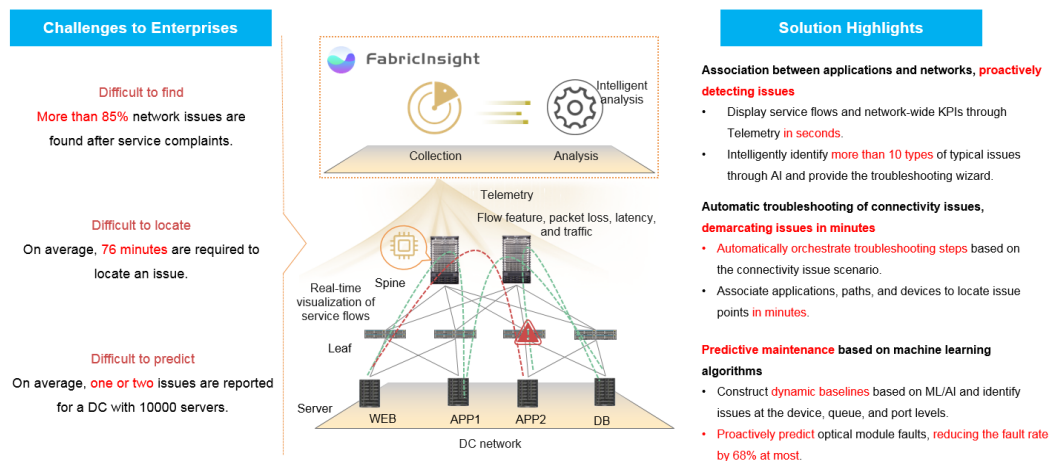 Challenges to Enterprises
Difficult to find
More than 85% network issues are
found after service complaints.
Difficult to locate
On average, 76 minutes are required to
locate an issue.
Difficult to predict
On average, one or two issues are reported
for a DC with 10000 servers.
FabricInsight
Intelligent
analysis
Collection
Analysis
Telemetry
Flow feature, packet loss, latency,
and traffic
Spine
Real-time
visualization of
service flows
Leaf
Server
WEB
APP1
APP2
DB
DC network
Solution Highlights
Association between applications and networks, proactively
detecting issues
• Display service flows and network-wide KPIs through
Telemetry in seconds.
• Intelligently identify more than 10 types of typical issues
through AI and provide the troubleshooting wizard.
Automatic troubleshooting of connectivity issues,
demarcating issues in minutes
• Automatically orchestrate troubleshooting steps based on
the connectivity issue scenario.
• Associate applications, paths, and devices to locate issue
points in minutes.
Predictive maintenance based on machine learning
algorithms
• Construct dynamic baselines based on ML/AI and identify
issues at the device, queue, and port levels.
• Proactively predict optical module faults, reducing the fault rate
by 68% at most.